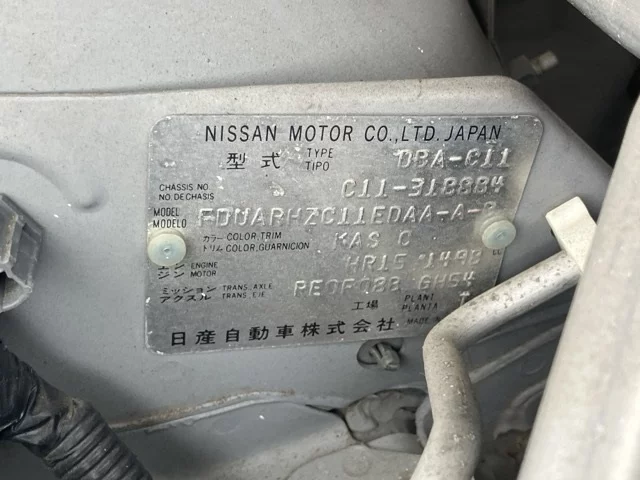 NISSAN MOTOR CO.,LTD. JAPAN
型式 TYPE TIPO DBA-C11
CHASSIS NO. NO.DECHASIS C11-318884
MODEL MODELO
カラー COLOR,TRIM トリム COLOR,GUARNICION KAS C
エンジン ENGINE MOTOR HR15 1498 cc
ミッション アクスル TRANS.,AXLE TRANS.,EJE RE0F08B GH54
工場 PLANT PLANTA
日産自動車株式会社 MADE